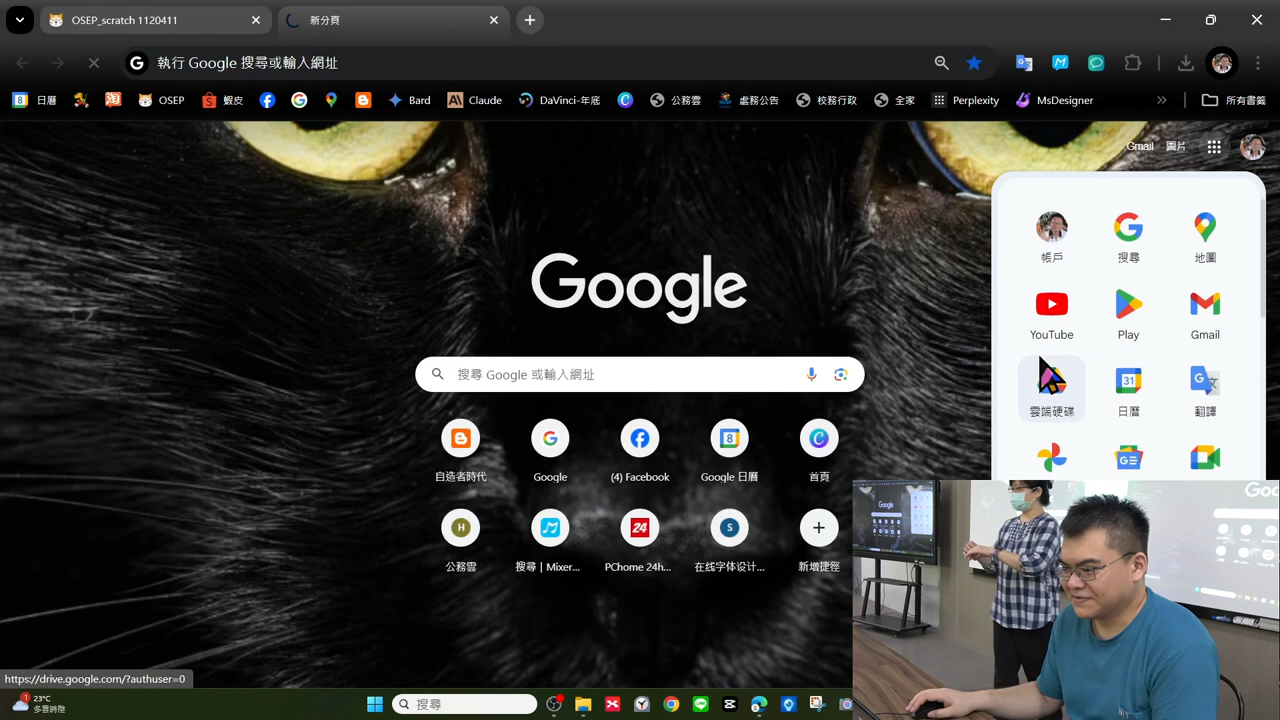 OSEP_scratch 1120411
新分頁
執行 Google 搜尋或輸入網址
日曆
OSEP
蝦皮
Bard
Claude
DaVinci-年底
公務雲
處務公告
校務行政
全家
Perplexity
MsDesigner
所有書籤
Gmail
圖片
帳戶
搜尋
地圖
YouTube
Play
Gmail
雲端硬碟
日曆
翻譯
Google
搜尋 Google 或輸入網址
自造者時代
Google
(4) Facebook
Google 日曆
首頁
公務雲
搜尋 | Mixer...
PChome 24h...
在线字体设计...
新增捷徑
https://drive.google.com/?authuser=0
23°C
多雲時陰
搜尋